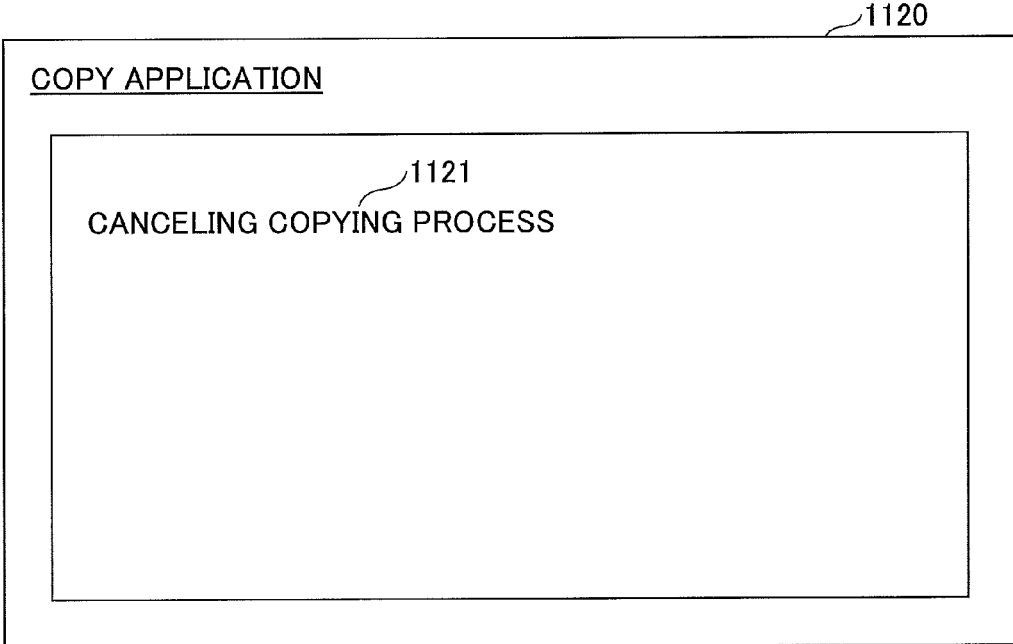 1120
COPY APPLICATION
1121
CANCELING COPYING PROCESS